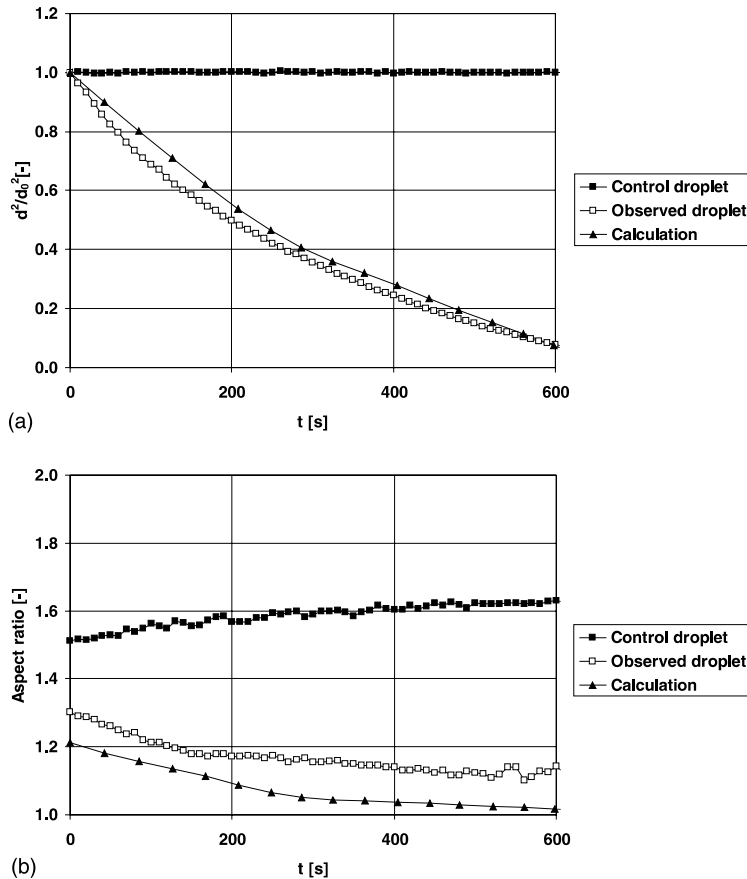 1.2
1.0
0.8
0.6
0.4
0.2
0.0
d²/d₀² [-]
0
200
400
600
t [s]
Control droplet
Observed droplet
Calculation
(a)
2.0
1.8
1.6
1.4
1.2
1.0
Aspect ratio [-]
0
200
400
600
t [s]
Control droplet
Observed droplet
Calculation
(b)